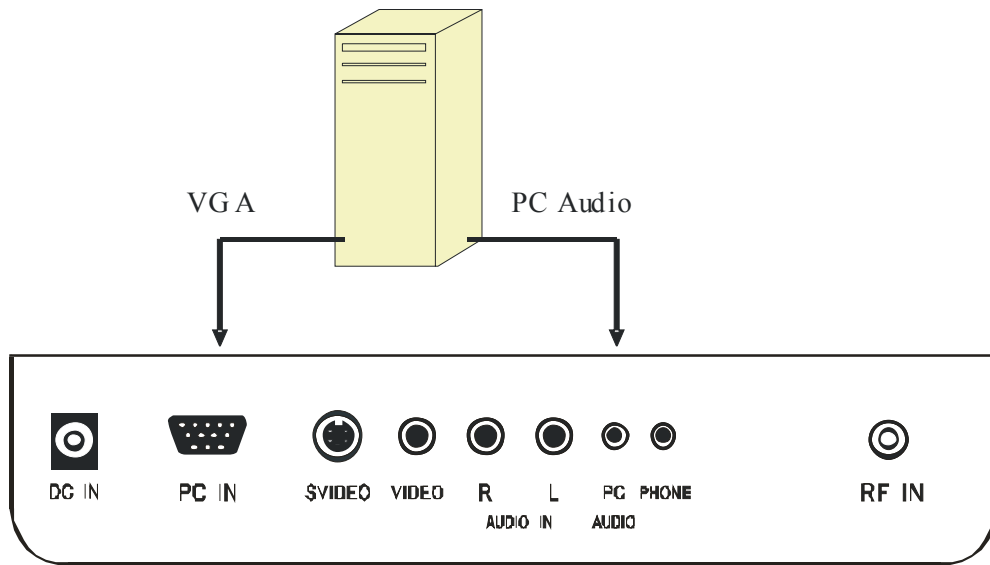 VGA PC Audio
DC IN PC IN SVIDEO VIDEO R L PC PHONE RF IN
AUDIO IN AUDIO